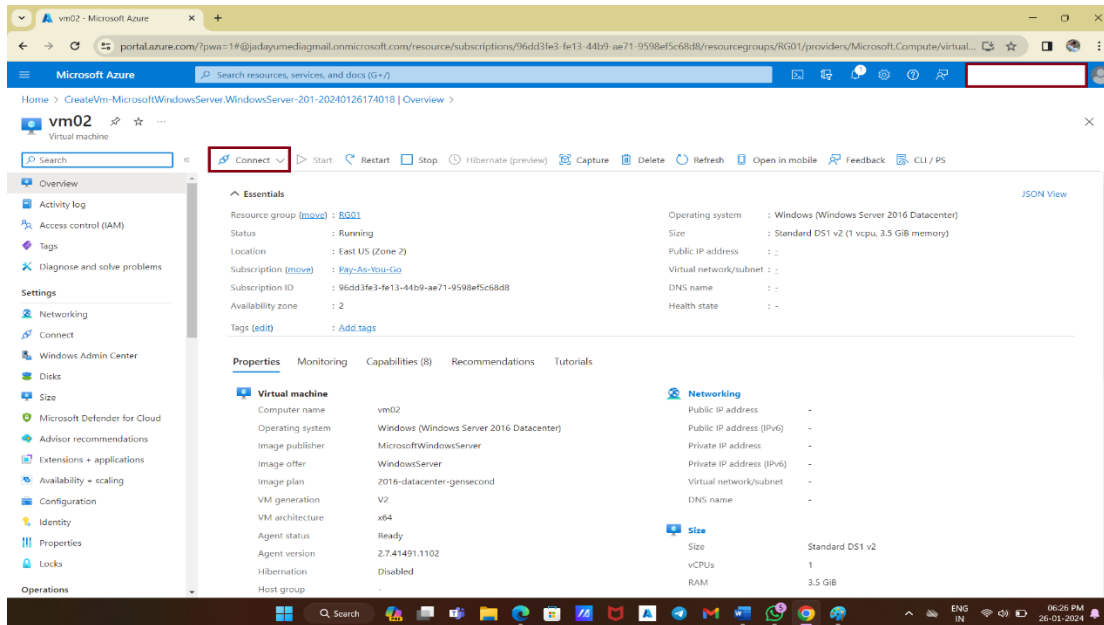 vm02 - Microsoft Azure
portal.azure.com/?pwa=1#@jadayumediagmail.onmicrosoft.com/resource/subscriptions/96dd3fe3-fe13-44b9-ae71-9598ef5c68d8/resourcegroups/RG01/providers/Microsoft.Compute/virtual...
Microsoft Azure
Search resources, services, and docs (G+/)
1
Home > CreateVm-MicrosoftWindowsServer.WindowsServer-201-20240126174018 | Overview >
vm02
Virtual machine
Search
Connect Start Restart Stop Hibernate (preview) Capture Delete Refresh Open in mobile Feedback CLI / PS
Overview
Activity log
Access control (IAM)
Tags
Diagnose and solve problems
Settings
Networking
Connect
Windows Admin Center
Disks
Size
Microsoft Defender for Cloud
Advisor recommendations
Extensions + applications
Availability + scaling
Configuration
Identity
Properties
Locks
Operations
Essentials
JSON View
Resource group (move) : RG01
Status : Running
Location : East US (Zone 2)
Subscription (move) : Pay-As-You-Go
Subscription ID : 96dd3fe3-fe13-44b9-ae71-9598ef5c68d8
Availability zone : 2
Tags (edit) : Add tags
Operating system : Windows (Windows Server 2016 Datacenter)
Size : Standard DS1 v2 (1 vcpu, 3.5 GiB memory)
Public IP address : -
Virtual network/subnet : -
DNS name : -
Health state : -
Properties Monitoring Capabilities (8) Recommendations Tutorials
Virtual machine
Computer name vm02
Operating system Windows (Windows Server 2016 Datacenter)
Image publisher MicrosoftWindowsServer
Image offer WindowsServer
Image plan 2016-datacenter-gensecond
VM generation V2
VM architecture x64
Agent status Ready
Agent version 2.7.41491.1102
Hibernation Disabled
Host group -
Networking
Public IP address -
Public IP address (IPv6) -
Private IP address -
Private IP address (IPv6) -
Virtual network/subnet -
DNS name -
Size
Size Standard DS1 v2
vCPUs 1
RAM 3.5 GiB
Search
ENG
IN
06:26 PM
26-01-2024